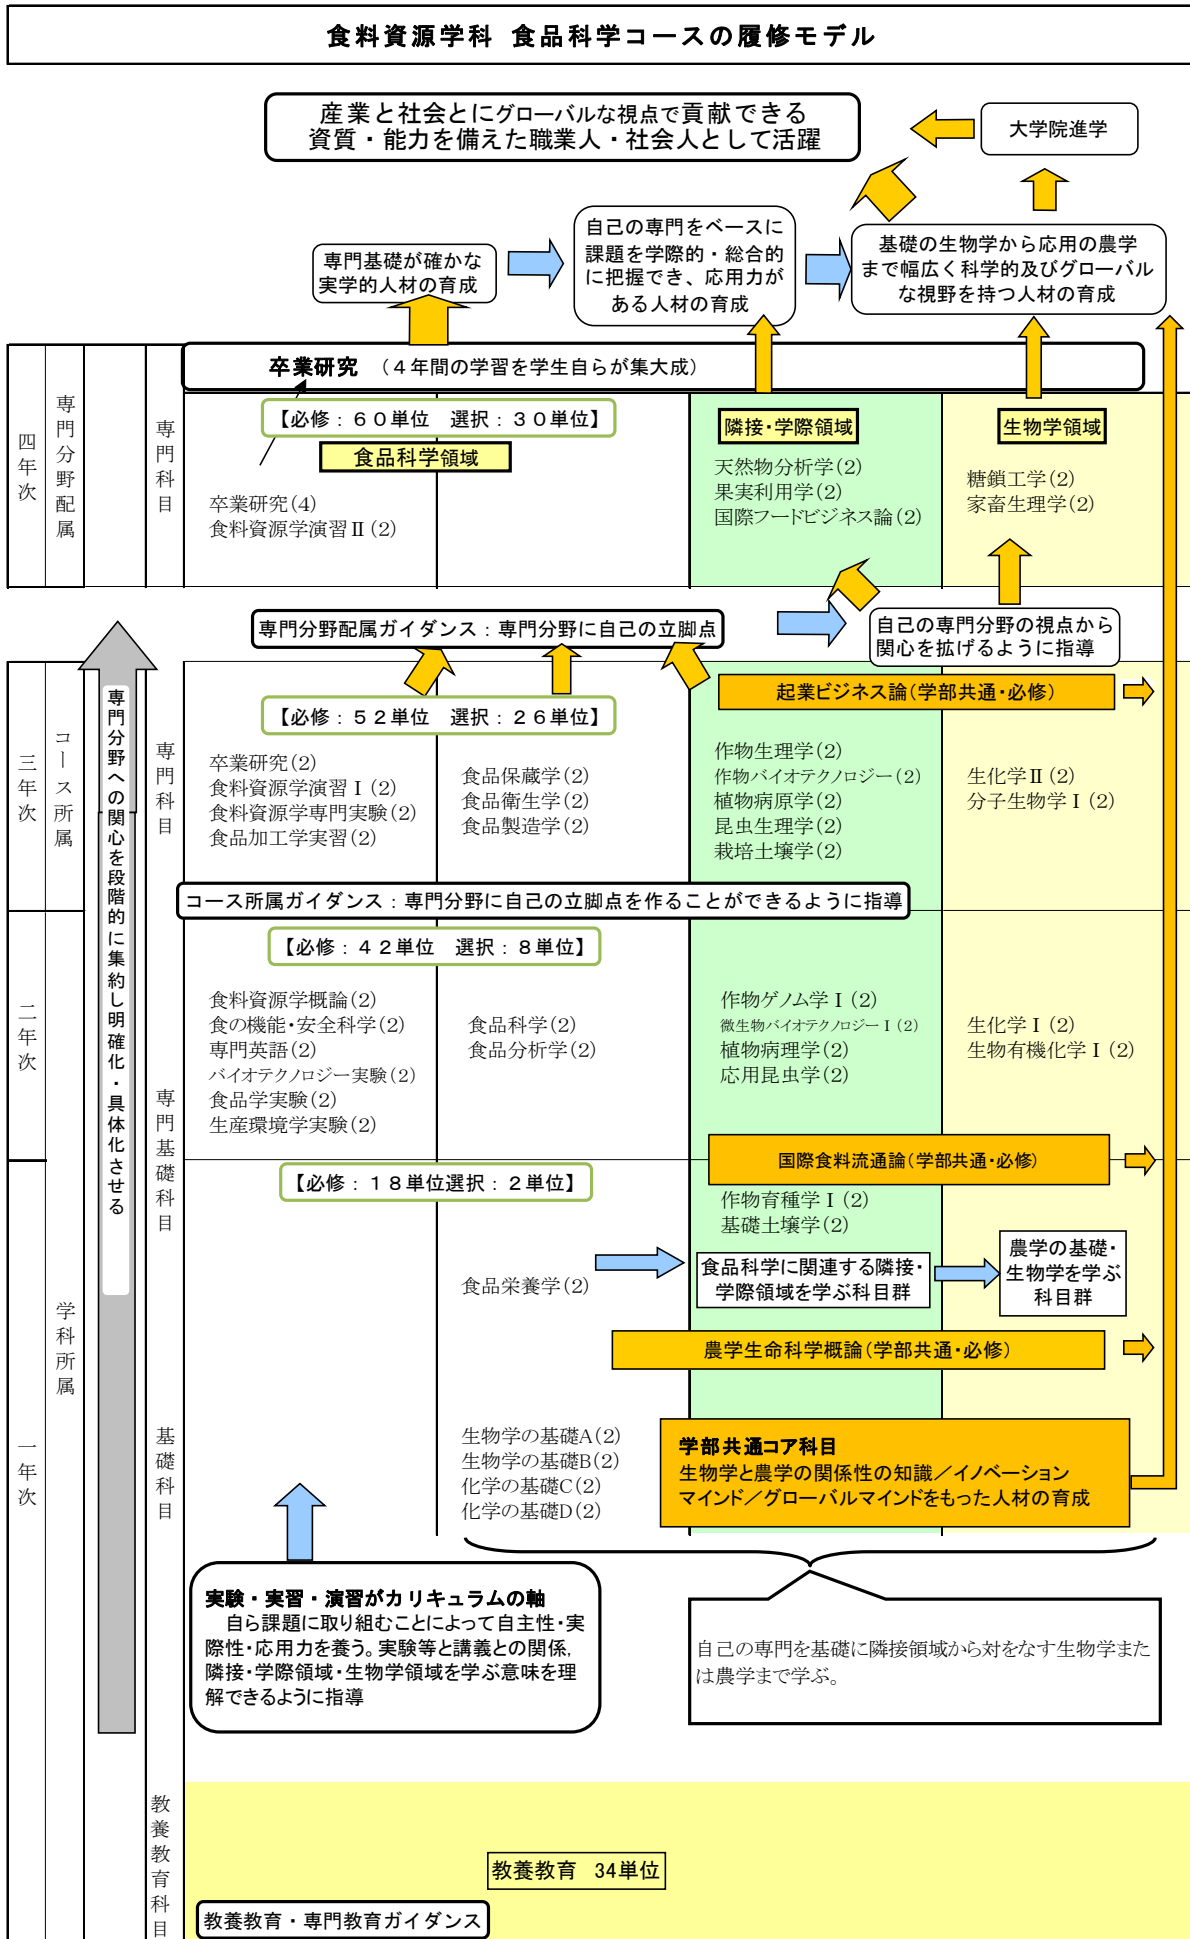 食料資源学科 食品科学コースの履修モデル
産業と社会とにグローバルな視点で貢献できる
資質・能力を備えた職業人・社会人として活躍
大学院進学
専門基礎が確かな
実学的人材の育成
自己の専門をベースに
課題を学際的・総合的
に把握でき、応用力が
ある人材の育成
基礎の生物学から応用の農学
まで幅広く科学的及びグローバル
な視野を持つ人材の育成
卒業研究 （４年間の学習を学生自らが集大成）
四年次
専門分野配属
専門科目
【必修：６０単位　選択：３０単位】
食品科学領域
隣接・学際領域
生物学領域
卒業研究(4)
食料資源学演習Ⅱ(2)
天然物分析学(2)
果実利用学(2)
国際フードビジネス論(2)
糖鎖工学(2)
家畜生理学(2)
専門分野配属ガイダンス：専門分野に自己の立脚点
自己の専門分野の視点から
関心を拡げるように指導
専門分野への関心を段階的に集約し明確化・具体化させる
三年次
コース所属
専門科目
【必修：５２単位　選択：２６単位】
起業ビジネス論(学部共通・必修)
卒業研究(2)
食料資源学演習Ⅰ(2)
食料資源学専門実験(2)
食品加工学実習(2)
食品保蔵学(2)
食品衛生学(2)
食品製造学(2)
作物生理学(2)
作物バイオテクノロジー(2)
植物病原学(2)
昆虫生理学(2)
栽培土壌学(2)
生化学Ⅱ(2)
分子生物学Ⅰ(2)
コース所属ガイダンス：専門分野に自己の立脚点を作ることができるように指導
二年次
【必修：４２単位　選択：８単位】
食料資源学概論(2)
食の機能・安全科学(2)
専門英語(2)
バイオテクノロジー実験(2)
食品学実験(2)
生産環境学実験(2)
食品科学(2)
食品分析学(2)
作物ゲノム学Ⅰ(2)
微生物バイオテクノロジーⅠ(2)
植物病理学(2)
応用昆虫学(2)
生化学Ⅰ(2)
生物有機化学Ⅰ(2)
専門基礎科目
国際食料流通論(学部共通・必修)
【必修：１８単位選択：２単位】
作物育種学Ⅰ(2)
基礎土壌学(2)
食品栄養学(2)
食品科学に関連する隣接・
学際領域を学ぶ科目群
農学の基礎・
生物学を学ぶ
科目群
学科所属
農学生命科学概論(学部共通・必修)
一年次
基礎科目
生物学の基礎A(2)
生物学の基礎B(2)
化学の基礎C(2)
化学の基礎D(2)
学部共通コア科目
生物学と農学の関係性の知識／イノベーション
マインド／グローバルマインドをもった人材の育成
実験・実習・演習がカリキュラムの軸
自ら課題に取り組むことによって自主性・実
際性・応用力を養う。実験等と講義との関係,
隣接・学際領域・生物学領域を学ぶ意味を理
解できるように指導
自己の専門を基礎に隣接領域から対をなす生物学また
は農学まで学ぶ。
教養教育科目
教養教育　34単位
教養教育・専門教育ガイダンス